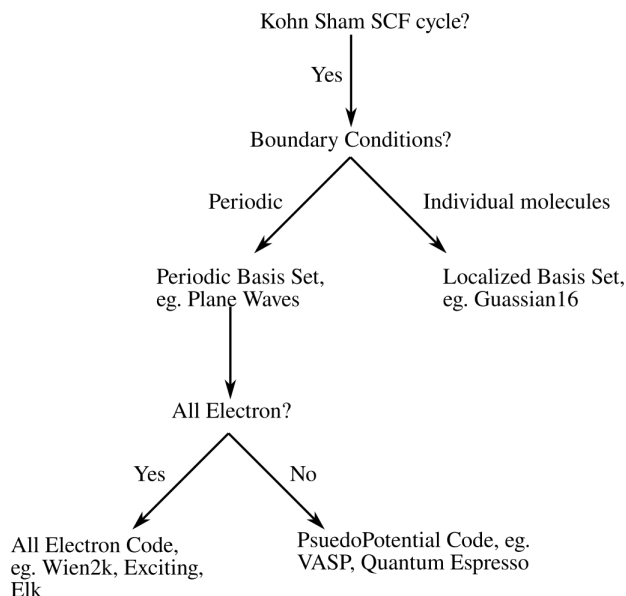 Kohn Sham SCF cycle?
Yes
Boundary Conditions?
Periodic
Individual molecules
Periodic Basis Set,
eg. Plane Waves
Localized Basis Set,
eg. Guassian16
All Electron?
Yes
No
All Electron Code,
eg. Wien2k, Exciting,
Elk
PsuedoPotential Code, eg.
VASP, Quantum Espresso